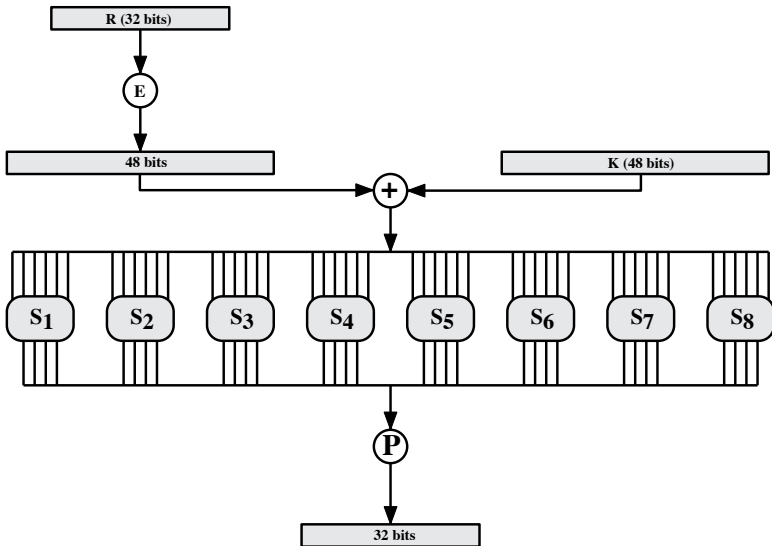 R (32 bits)
E
48 bits
K (48 bits)
+
S1 S2 S3 S4 S5 S6 S7 S8
P
32 bits